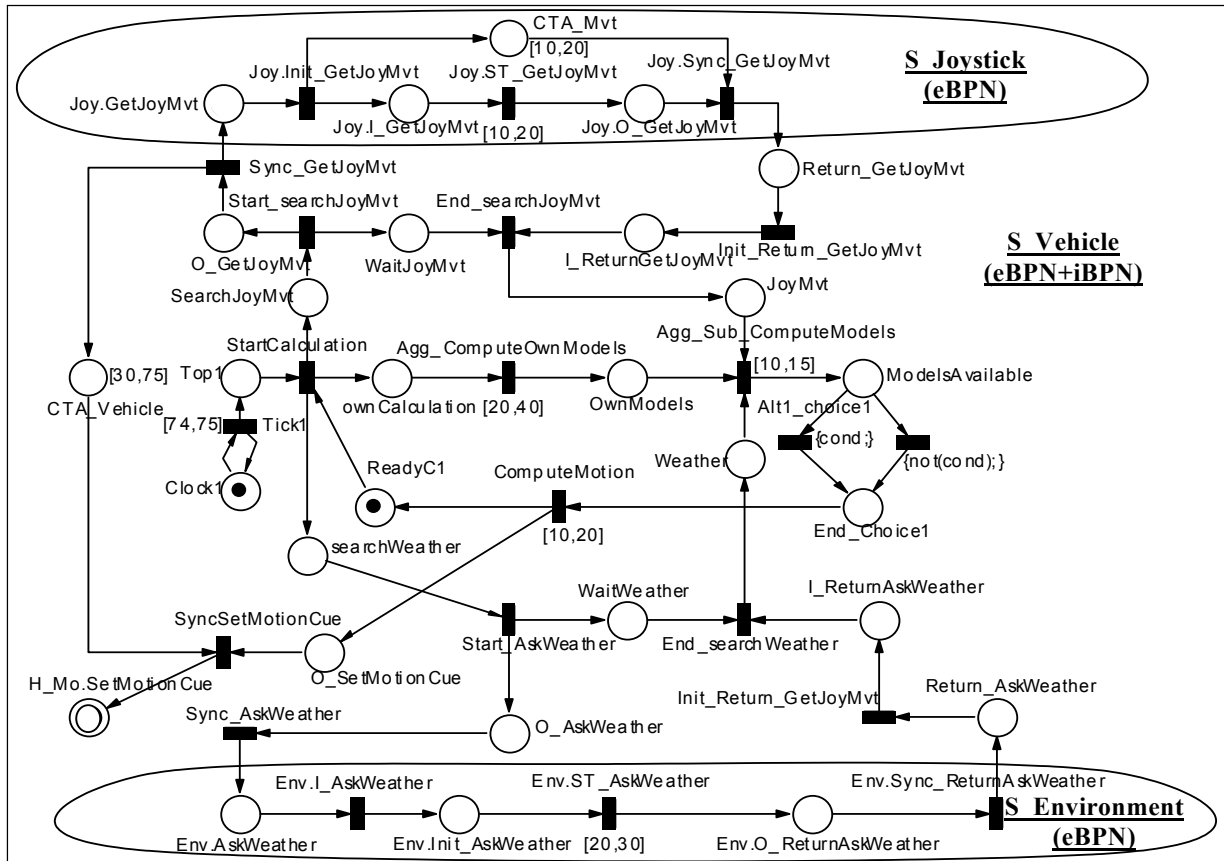 CTA_Mvt
[10,20]
Joy.Init_GetJoyMvt
Joy.ST_GetJoyMvt
Joy.Sync_GetJoyMvt
S_Joystick
(eBPN)
Joy.GetJoyMvt
Joy.I_GetJoyMvt
[10,20]
Joy.O_GetJoyMvt
Sync_GetJoyMvt
Return_GetJoyMvt
Start_searchJoyMvt
End_searchJoyMvt
O_GetJoyMvt
WaitJoyMvt
I_ReturnGetJoyMvt
Init_Return_GetJoyMvt
S_Vehicle
(eBPN+iBPN)
SearchJoyMvt
JoyMvt
StartCalculation
Agg_ComputeOwnModels
Agg_Sub_ComputeModels
[30,75]
Top1
[10,15]
CTA_Vehicle
ownCalculation
[20,40]
OwnModels
ModelsAvailable
[74,75]
Tick1
Alt1_choice1
{cond;}
{not(cond);}
Clock1
ReadyC1
ComputeMotion
Weather
[10,20]
End_Choice1
searchWeather
WaitWeather
I_ReturnAskWeather
SyncSetMotionCue
Start_AskWeather
End_searchWeather
H_Mo.SetMotionCue
O_SetMotionCue
Init_Return_GetJoyMvt
Return_AskWeather
Sync_AskWeather
O_AskWeather
Env.I_AskWeather
Env.ST_AskWeather
Env.Sync_ReturnAskWeather
S_Environment
(eBPN)
Env.AskWeather
Env.Init_AskWeather
[20,30]
Env.O_ReturnAskWeather